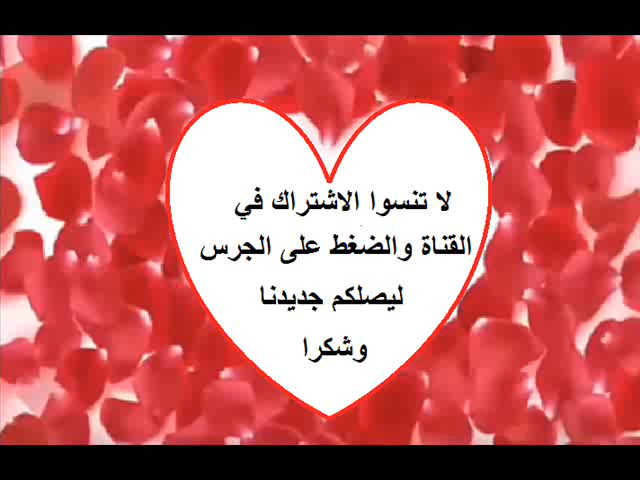 لا تنسوا الاشتراك في
القناة والضغط على الجرس
ليصلكم جديدنا
وشكرا